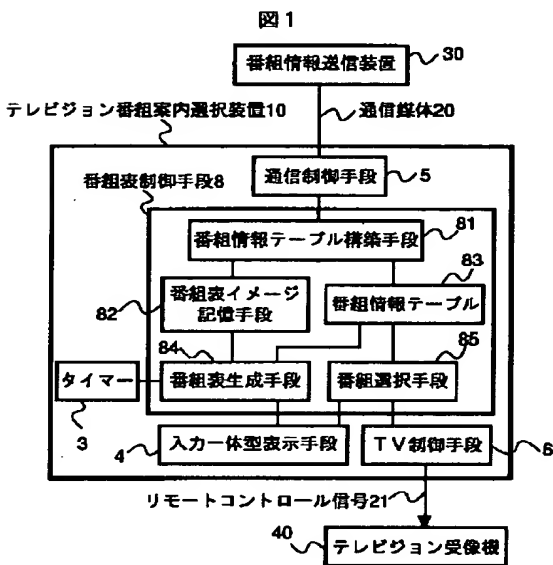 図1
番組情報送信装置
30
テレビジョン番組案内選択装置10
通信媒体20
番組表制御手段8
通信制御手段
5
81
番組情報テーブル構築手段
83
番組表イメージ
記憶手段
82
番組情報テーブル
84
85
タイマー
番組表生成手段
番組選択手段
3
4
入力一体型表示手段
TV制御手段
6
リモートコントロール信号21
40
テレビジョン受像機